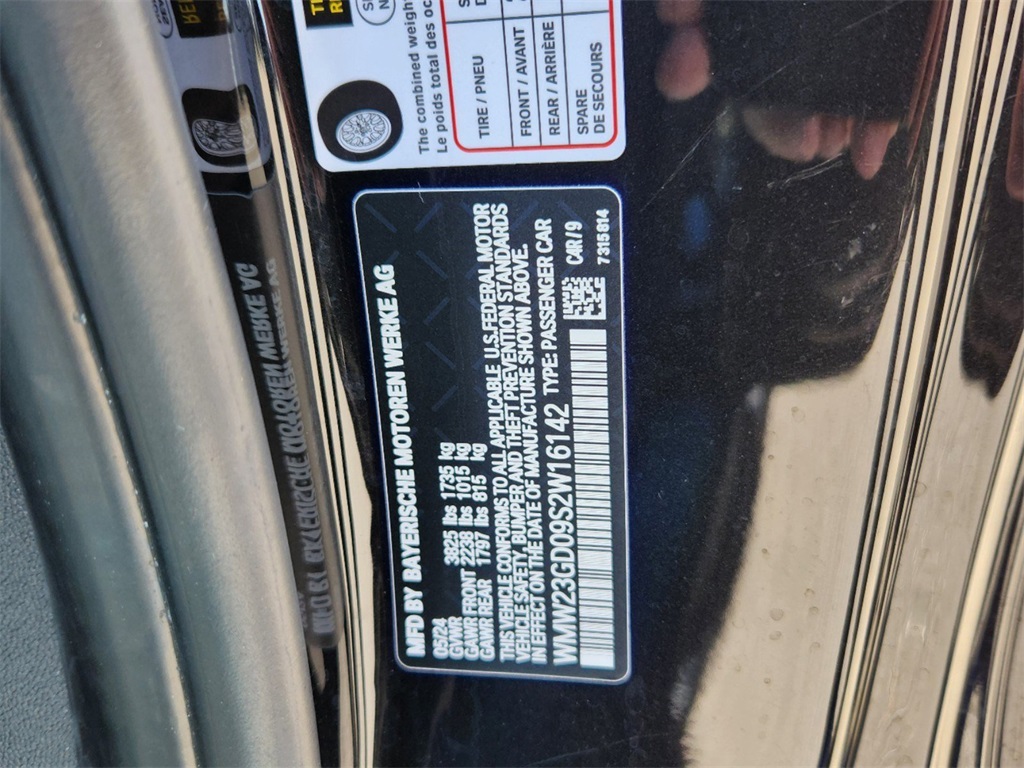 The combined weight
Le poids total des oc
TIRE / PNEU
FRONT / AVANT
REAR / ARRIÈRE
SPARE
DE SECOURS
MFD BY BAYERISCHE MOTOREN WERKE AG
09/24
GVWR 3825 lbs 1735 kg
GAWR FRONT 2238 lbs 1015 kg
GAWR REAR 1797 lbs 815 kg
THIS VEHICLE CONFORMS TO ALL APPLICABLE U.S. FEDERAL MOTOR
VEHICLE SAFETY, BUMPER AND THEFT PREVENTION STANDARDS
IN EFFECT ON THE DATE OF MANUFACTURE SHOWN ABOVE.
WMW23GD09S2W16142 TYPE: PASSENGER CAR
C4R / 9
7315814